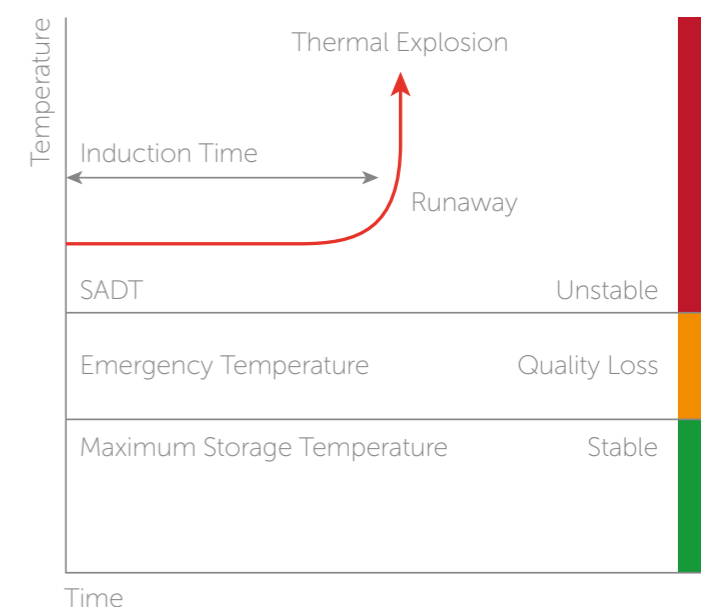 Temperature
Thermal Explosion
Induction Time
Runaway
SADT
Unstable
Emergency Temperature
Quality Loss
Maximum Storage Temperature
Stable
Time